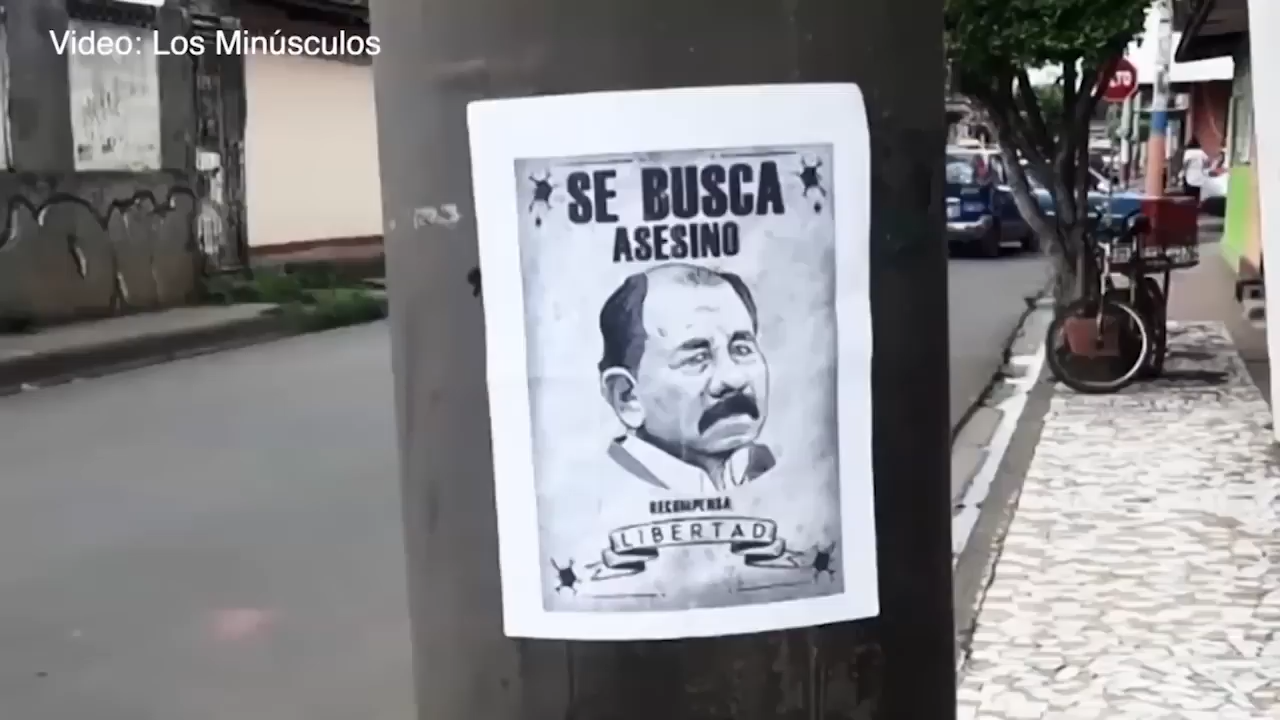 Video: Los Minúsculos
SE BUSCA
ASESINO
RECOMPENSA
LIBERTAD